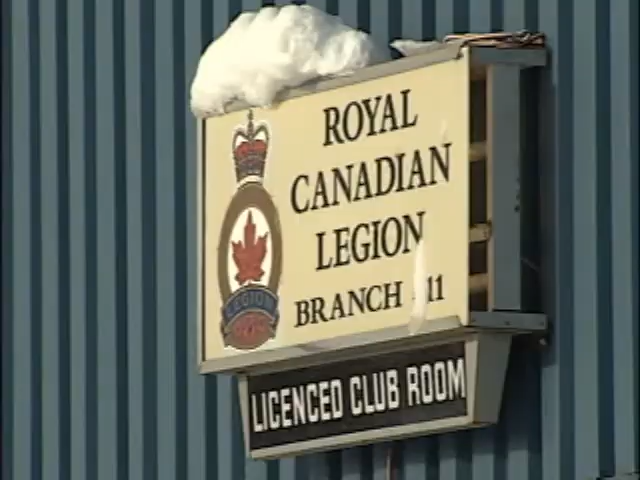 ROYAL
CANADIAN
LEGION
BRANCH 11
LEGION
LICENCED CLUB ROOM